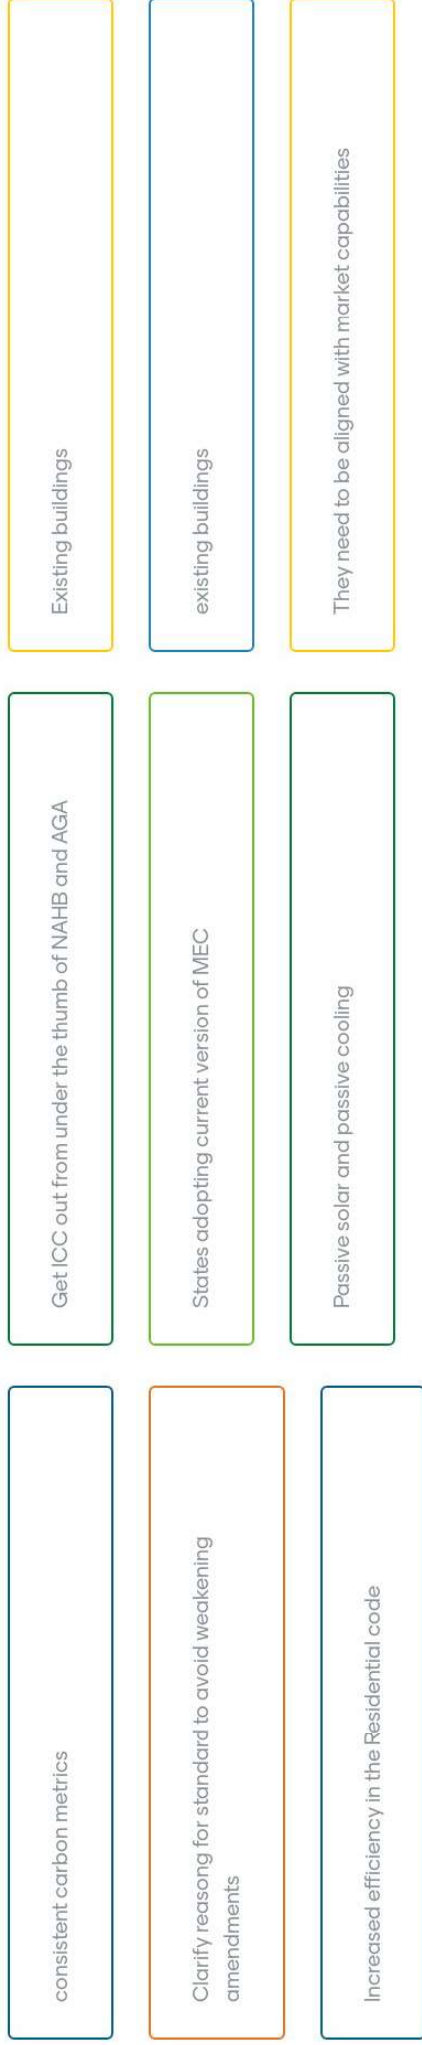 consistent carbon metrics
Clarify reasong for standard to avoid weakening
amendments
Increased efficiency in the Residential code
Get ICC out from under the thumb of NAHB and AGA
States adopting current version of MEC
Passive solar and passive cooling
Existing buildings
existing buildings
They need to be aligned with market capabilities